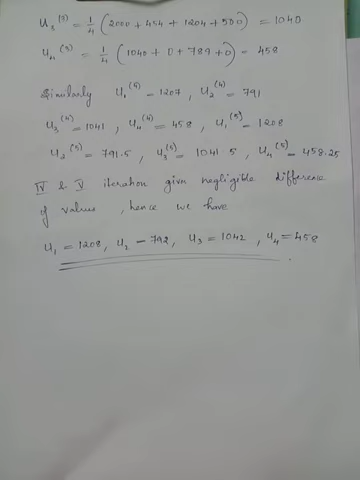 U₃⁽³⁾ = 1/4 (2000 + 454 + 1204 + 500) = 1040
U₄⁽³⁾ = 1/4 (1040 + 0 + 789 + 0) = 458
Similarly U₁⁽⁵⁾ = 1207, U₂⁽⁴⁾ = 791
U₃⁽⁴⁾ = 1041, U₄⁽⁴⁾ = 458, U₁⁽⁵⁾ = 1208
U₂⁽⁵⁾ = 791.5, U₃⁽⁵⁾ = 1041 5, U₄⁽⁵⁾ = 458.25
IV & V iteration given negligible difference
of values, hence we have
U₁ = 1208, U₂ - 792, U₃ = 1042, U₄ = 458